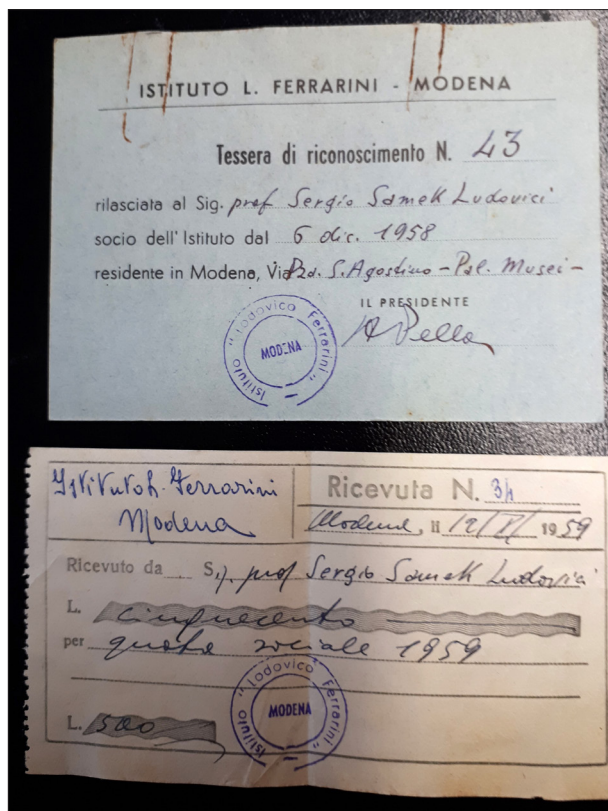 ISTITUTO L. FERRARINI - MODENA
Tessera di riconoscimento N. 43
rilasciata al Sig. prof Sergio Samek Ludovici
socio dell'Istituto dal 6 dic. 1958
residente in Modena, Via Pza. S. Agostino - Pal. Musei -
IL PRESIDENTE
Istituto "Lodovico Ferrarini"
MODENA
Istituto L. Ferrarini
Modena
Ricevuta N. 34
Modena, li 12/ / 1959
Ricevuto da Sig. prof Sergio Samek Ludovici
L. cinquecento
per quota sociale 1959
L. 500
Istituto "Lodovico Ferrarini"
MODENA